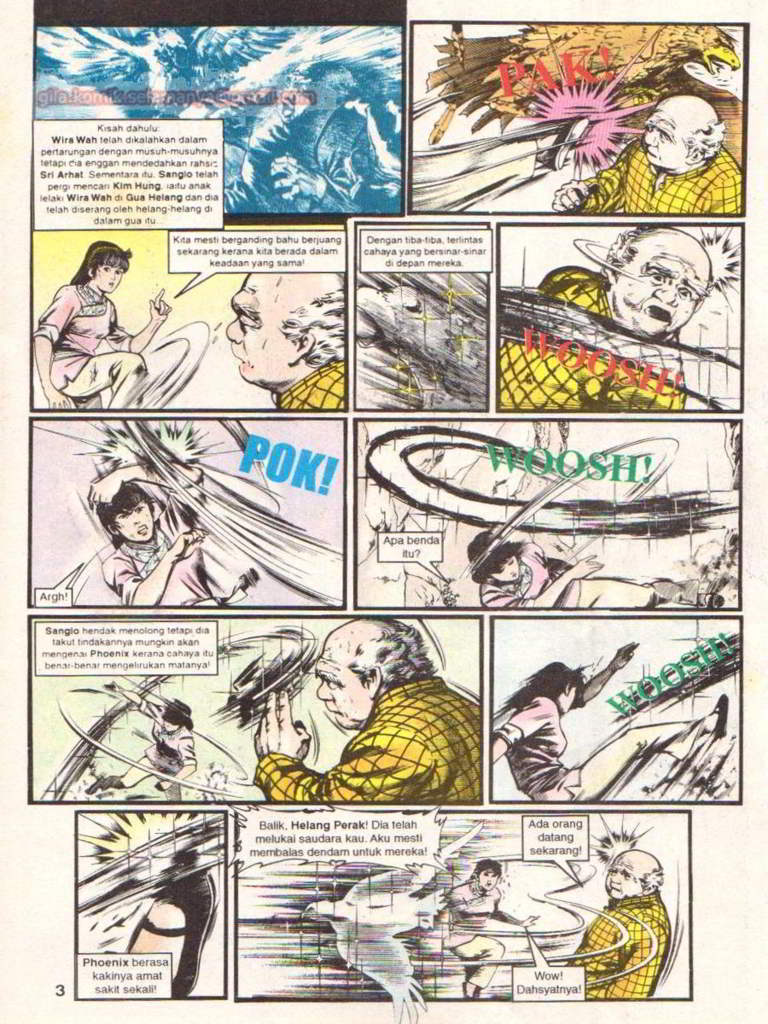 gila.komik.selamanya@gmail.com
Kisah dahulu:
Wira Wah telah dikalahkan dalam
pertarungan dengan musuh-musuhnya
tetapi dia enggan mendedahkan rahsia
Sri Arhat. Sementara itu, Sanglo telah
pergi mencari Kim Hung, iaitu anak
lelaki Wira Wah di Gua Helang dan dia
telah diserang oleh helang-helang di
dalam gua itu...
PAK!
Kita mesti berganding bahu berjuang
sekarang kerana kita berada dalam
keadaan yang sama!
Dengan tiba-tiba, terlintas
cahaya yang bersinar-sinar
di depan mereka.
WOOSH!
POK!
Argh!
WOOSH!
Apa benda
itu?
Sanglo hendak menolong tetapi dia
takut tindakannya mungkin akan
mengenai Phoenix kerana cahaya itu
benar-benar mengelirukan matanya!
WOOSH!
Phoenix berasa
kakinya amat
sakit sekali!
Balik, Helang Perak! Dia telah
melukai saudara kau. Aku mesti
membalas dendam untuk mereka!
Ada orang
datang
sekarang!
Wow!
Dahsyatnya!
3